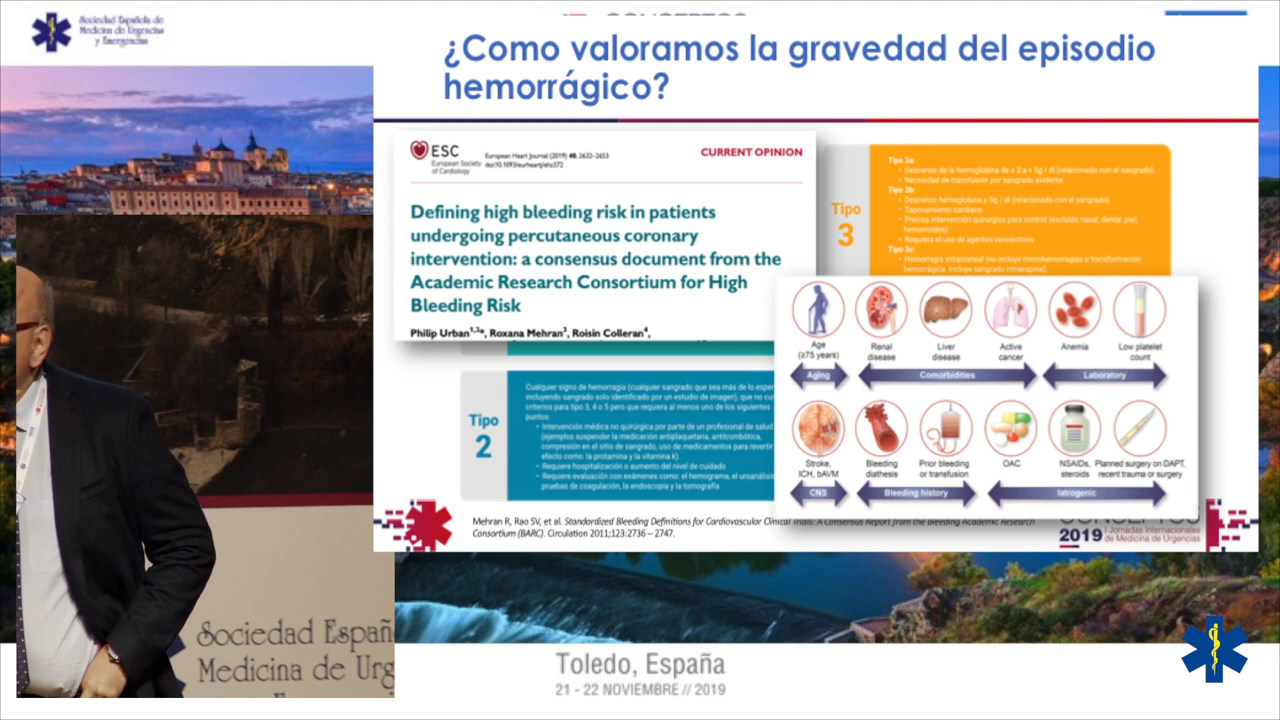 Sociedad Española de
Medicina de Urgencias
y Emergencias
¿Como valoramos la gravedad del episodio
hemorrágico?
ESC
European Society
of Cardiology
European Heart Journal (2019) 40, 2632–2653
doi:10.1093/eurheartj/ehz372
CURRENT OPINION
Defining high bleeding risk in patients
undergoing percutaneous coronary
intervention: a consensus document from the
Academic Research Consortium for High
Bleeding Risk
Philip Urban1,2*, Roxana Mehran3, Roisin Colleran4,
Tipo
3
Tipo 3a:
• Descenso de la hemoglobina de ≥ 3 a < 5g / dl (relacionado con el sangrado)
• Necesidad de transfusión por sangrado evidente
Tipo 3b:
• Descenso hemoglobina ≥ 5g / dl (relacionado con el sangrado)
• Taponamiento cardiaco
• Precisa intervención quirúrgica para control (excluido nasal, dental, piel,
hemorroides)
• Requiera el uso de agentes vasoactivos
Tipo 3c:
• Hemorragia intracraneal (no incluye microhemorragias o transformación
hemorrágica. Incluye sangrado intraespinal)
Age
(≥75 years)
Renal
disease
Liver
disease
Active
cancer
Anemia
Low platelet
count
Aging
Comorbidities
Laboratory
Stroke,
ICH, bAVM
Bleeding
diathesis
Prior bleeding
or transfusion
OAC
NSAIDs,
steroids
Planned surgery on DAPT,
recent trauma or surgery
CNS
Bleeding history
Iatrogenic
Tipo
2
Cualquier signo de hemorragia (cualquier sangrado que sea más de lo
incluyendo sangrado solo identificado por un estudio de imagen), que no
criterios para tipo 3, 4 o 5 pero que requiera al menos uno de los siguientes
puntos:
• Intervención médica no quirúrgica por parte de un profesional de salud
(ejemplos suspender la medicación antiplaquetaria, antitrombótica,
compresión en el sitio de sangrado, uso de medicamentos para revertir
efecto como: la protamina y la vitamina k).
• Requiere hospitalización o aumento del nivel de cuidado
• Requiere evaluación con exámenes como: el hemograma, el uroanálisis
pruebas de coagulación, la endoscopia y la tomografía
Mehran R, Rao SV, et al. Standardized Bleeding Definitions for Cardiovascular Clinical Trials: A Consensus Report from the Bleeding Academic Research
Consortium (BARC). Circulation 2011;123:2736 – 2747.
CONCEPTOS
2019
Jornadas Internacionales
de Medicina de Urgencias
Sociedad Españ
Medicina de Urg
Toledo, España
21 - 22 NOVIEMBRE // 2019